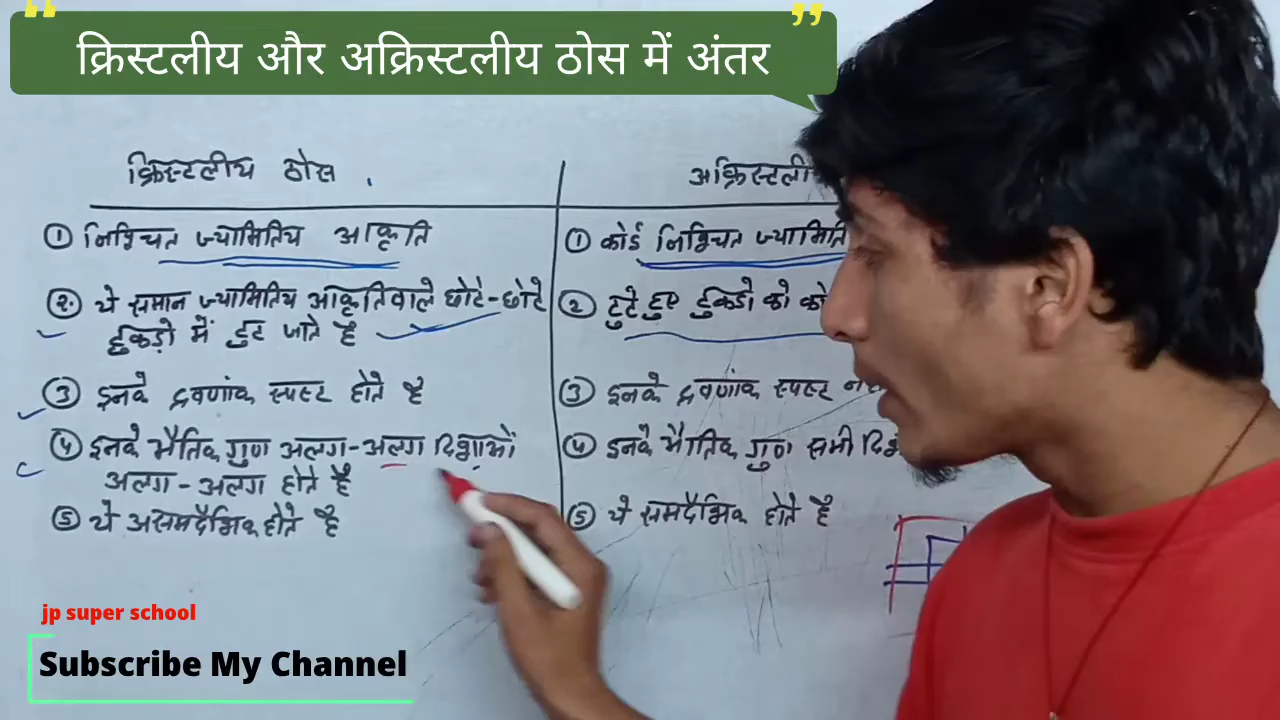 “ ”
क्रिस्टलीय और अक्रिस्टलीय ठोस में अंतर
क्रिस्टलीय ठोस
① निश्चित ज्यामितिय आकृति
②. ये समान ज्यामितिय आकृतिवाले छोटे-छोटे
टुकड़ो में टुट जाते है
③ इनके द्रवणांक स्पष्ट होते है
④ इनके भैतिक गुण अलग-अलग दिशाओं
अलग-अलग होते है
⑤ ये असमदैशिक होते है
अक्रिस्टली
① कोई निश्चित ज्यामिति
② टुटे हुए टुकडो को को
③ इनके द्रवणांक स्पष्ट
④ इनके भैतिक गुण सभी
⑤ ये समदैशिक होते है
jp super school
Subscribe My Channel